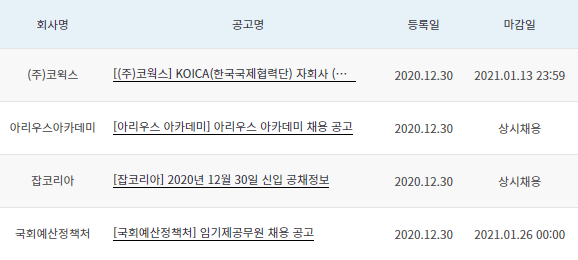 회사명 공고명 등록일 마감일
(주)코웍스 [(주)코웍스] KOICA(한국국제협력단) 자회사 (… 2020.12.30 2021.01.13 23:59
아리우스아카데미 [아리우스 아카데미] 아리우스 아카데미 채용 공고 2020.12.30 상시채용
잡코리아 [잡코리아] 2020년 12월 30일 신입 공채정보 2020.12.30 상시채용
국회예산정책처 [국회예산정책처] 임기제공무원 채용 공고 2020.12.30 2021.01.26 00:00